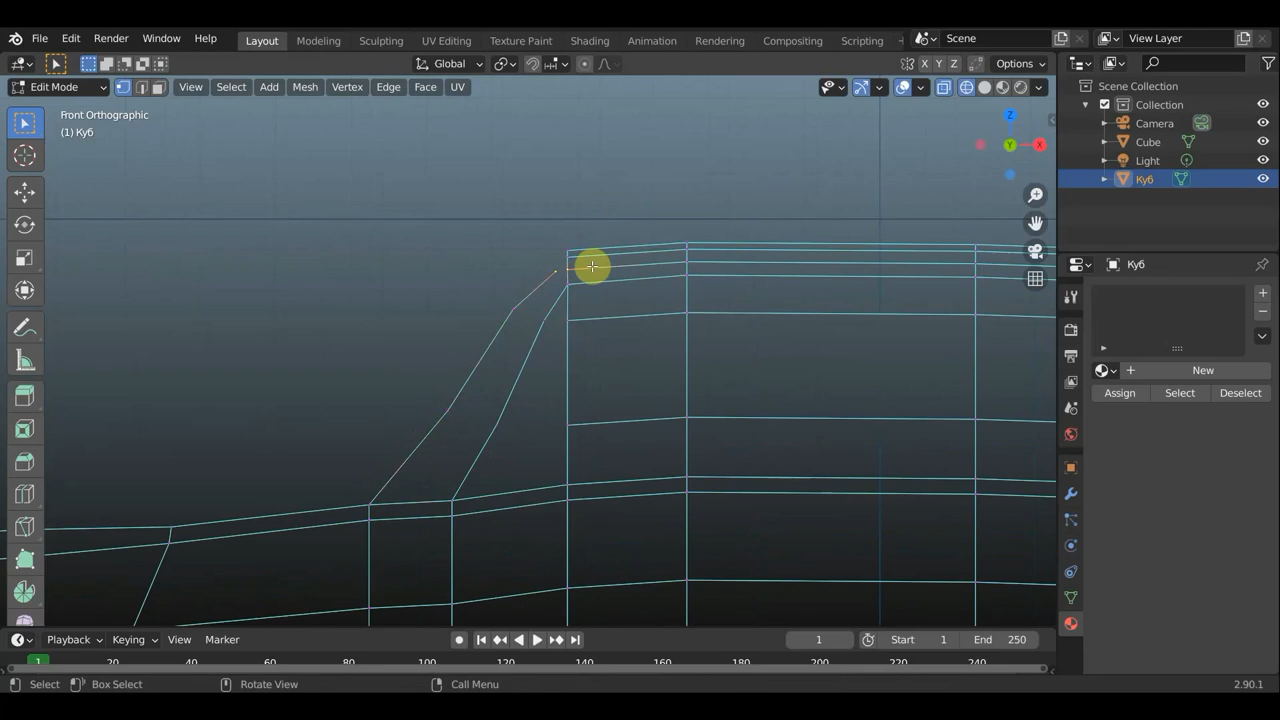 File Edit Render Window Help Layout Modeling Sculpting UV Editing Texture Paint Shading Animation Rendering Compositing Scripting Scene View Layer
Global X Y Z Options
Edit Mode View Select Add Mesh Vertex Edge Face UV
Front Orthographic
(1) Куб
Z
Y
X
Scene Collection
Collection
Camera
Cube
Light
Куб
Куб
New
Assign Select Deselect
Playback Keying View Marker 1 Start 1 End 250
1 20 40 60 80 100 120 140 160 180 200 220 240
Select Box Select Rotate View Call Menu 2.90.1